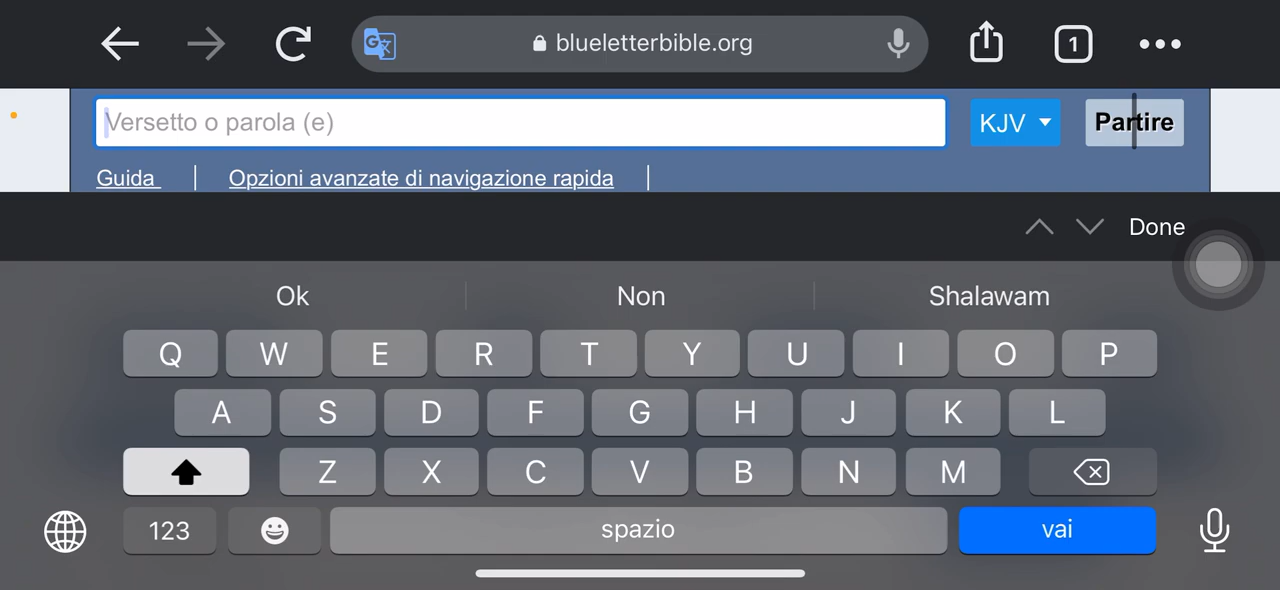 blueletterbible.org 1
Versetto o parola (e) KJV Partire
Guida | Opzioni avanzate di navigazione rapida |
Done
Ok Non Shalawam
Q W E R T Y U I O P
A S D F G H J K L
Z X C V B N M
123 spazio vai